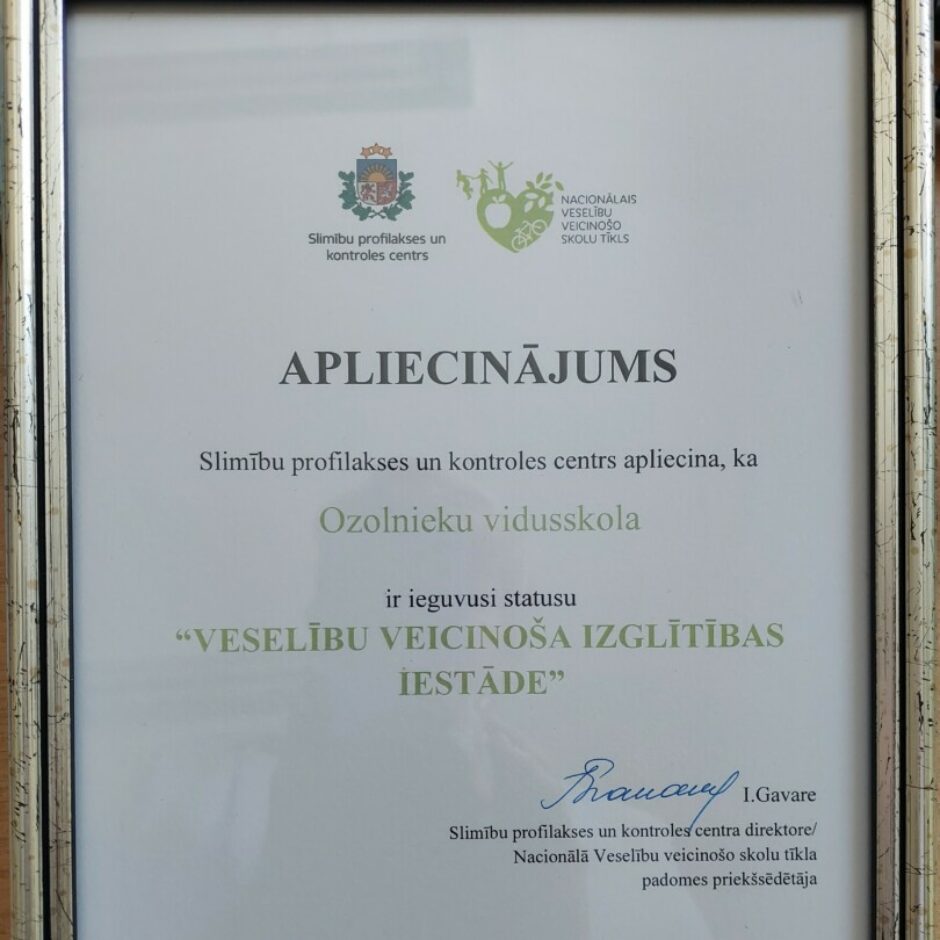 Slimību profilakses un
kontroles centrs
NACIONĀLAIS
VESELĪBU
VEICINOŠO
SKOLU TĪKLS
APLIECINĀJUMS
Slimību profilakses un kontroles centrs apliecina, ka
Ozolnieku vidusskola
ir ieguvusi statusu
“VESELĪBU VEICINOŠA IZGLĪTĪBAS
IESTĀDE”
I.Gavare
Slimību profilakses un kontroles centra direktore/
Nacionālā Veselību veicinošo skolu tīkla
padomes priekšsēdētāja